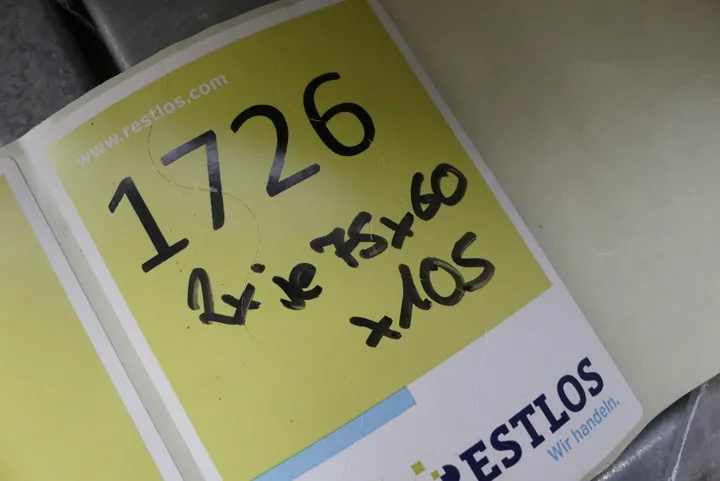 www.restlos.com
1726
2x je 75x60
x105
RESTLOS
Wir handeln.